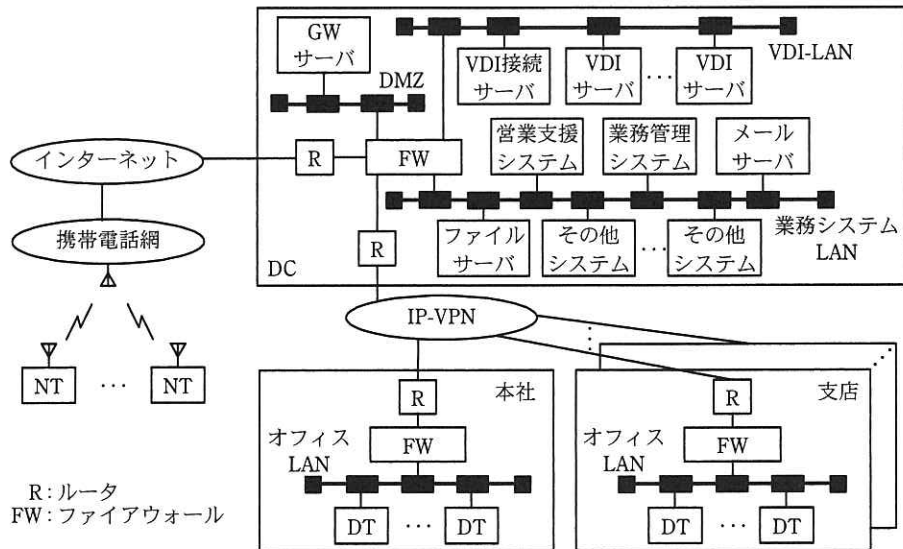 GW
サーバ
DMZ
VDI接続
サーバ
VDI
サーバ
…
VDI
サーバ
VDI-LAN
インターネット
R
FW
営業支援
システム
業務管理
システム
メール
サーバ
携帯電話網
R
ファイル
サーバ
その他
システム
…
その他
システム
業務システム
LAN
DC
IP-VPN
NT
…
NT
本社
R
オフィス
LAN
FW
DT
…
DT
支店
R
オフィス
LAN
FW
DT
…
DT
R:ルータ
FW:ファイアウォール